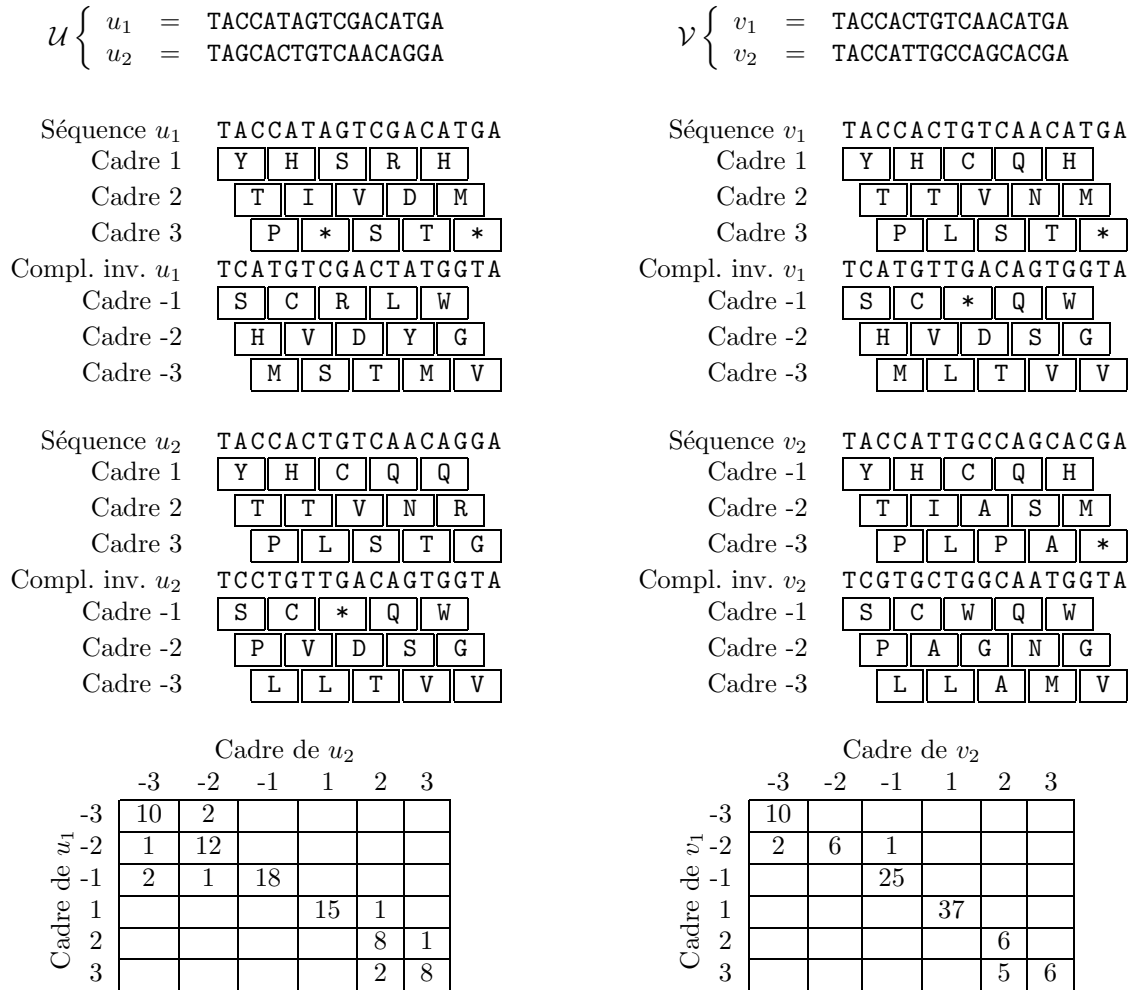 U { u1 = TACCATAGTCGACATGA
u2 = TAGCACTGTCAACAGGA
V { v1 = TACCACTGTCAACATGA
v2 = TACCATTGCCAGCACGA
Séquence u1 TACCATAGTCGACATGA
Cadre 1 Y H S R H
Cadre 2 T I V D M
Cadre 3 P * S T *
Compl. inv. u1 TCATGTCGACTATGGTA
Cadre -1 S C R L W
Cadre -2 H V D Y G
Cadre -3 M S T M V
Séquence v1 TACCACTGTCAACATGA
Cadre 1 Y H C Q H
Cadre 2 T T V N M
Cadre 3 P L S T *
Compl. inv. v1 TCATGTTGACAGTGGTA
Cadre -1 S C * Q W
Cadre -2 H V D S G
Cadre -3 M L T V V
Séquence u2 TACCACTGTCAACAGGA
Cadre 1 Y H C Q Q
Cadre 2 T T V N R
Cadre 3 P L S T G
Compl. inv. u2 TCCTGTTGACAGTGGTA
Cadre -1 S C * Q W
Cadre -2 P V D S G
Cadre -3 L L T V V
Séquence v2 TACCATTGCCAGCACGA
Cadre -1 Y H C Q H
Cadre -2 T I A S M
Cadre -3 P L P A *
Compl. inv. v2 TCGTGCTGGCAATGGTA
Cadre -1 S C W Q W
Cadre -2 P A G N G
Cadre -3 L L A M V
Cadre de u2
-3 -2 -1 1 2 3
Cadre de u1
-3 10 2
-2 1 12
-1 2 1 18
1 15 1
2 8 1
3 2 8
Cadre de v2
-3 -2 -1 1 2 3
Cadre de v1
-3 10
-2 2 6 1
-1 25
1 37
2 6
3 5 6